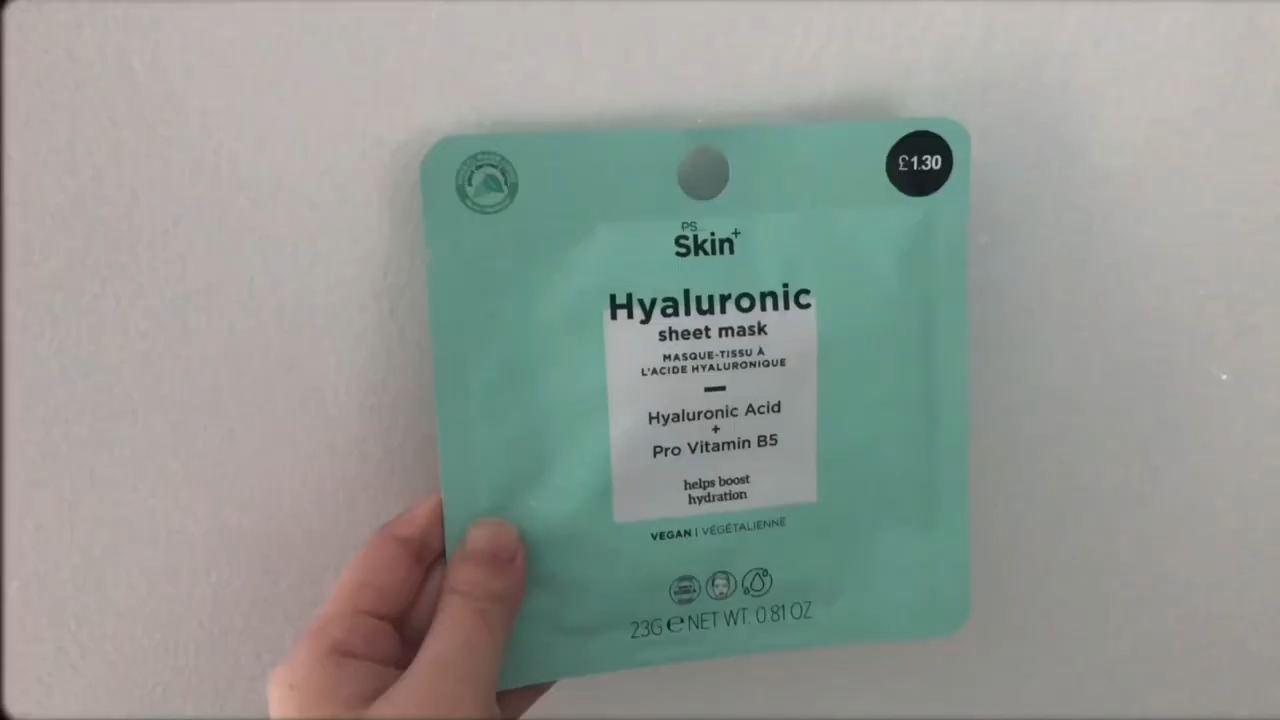 £1.30
PS...
Skin+
Hyaluronic
sheet mask
MASQUE-TISSU À
L'ACIDE HYALURONIQUE
Hyaluronic Acid
+
Pro Vitamin B5
helps boost
hydration
VEGAN | VÉGÉTALIENNE
23G e NET WT. 0.81 OZ